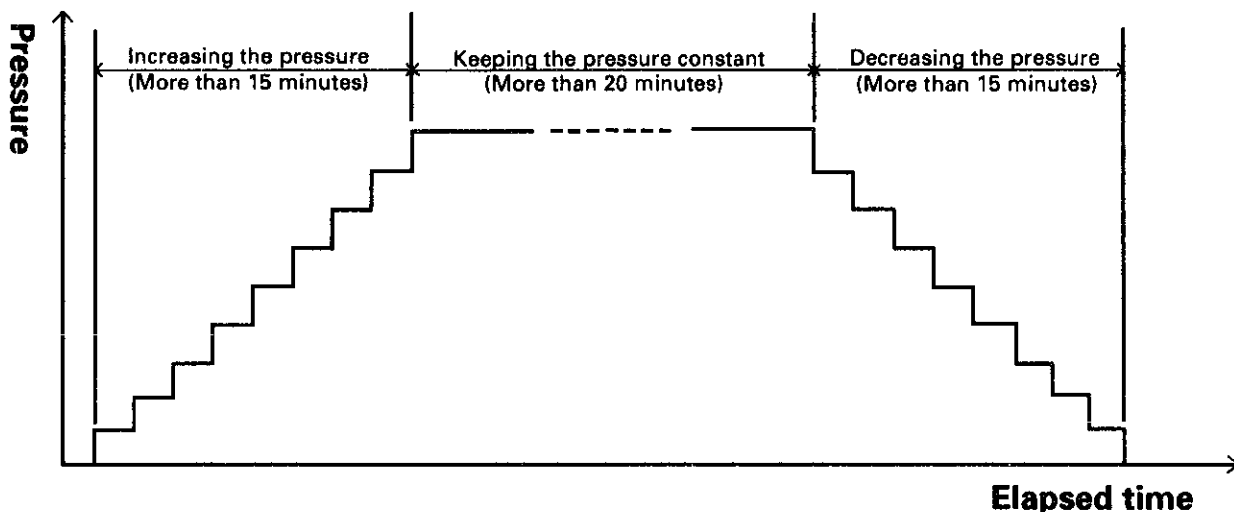 Pressure
Increasing the pressure
(More than 15 minutes)
Keeping the pressure constant
(More than 20 minutes)
Decreasing the pressure
(More than 15 minutes)
Elapsed time